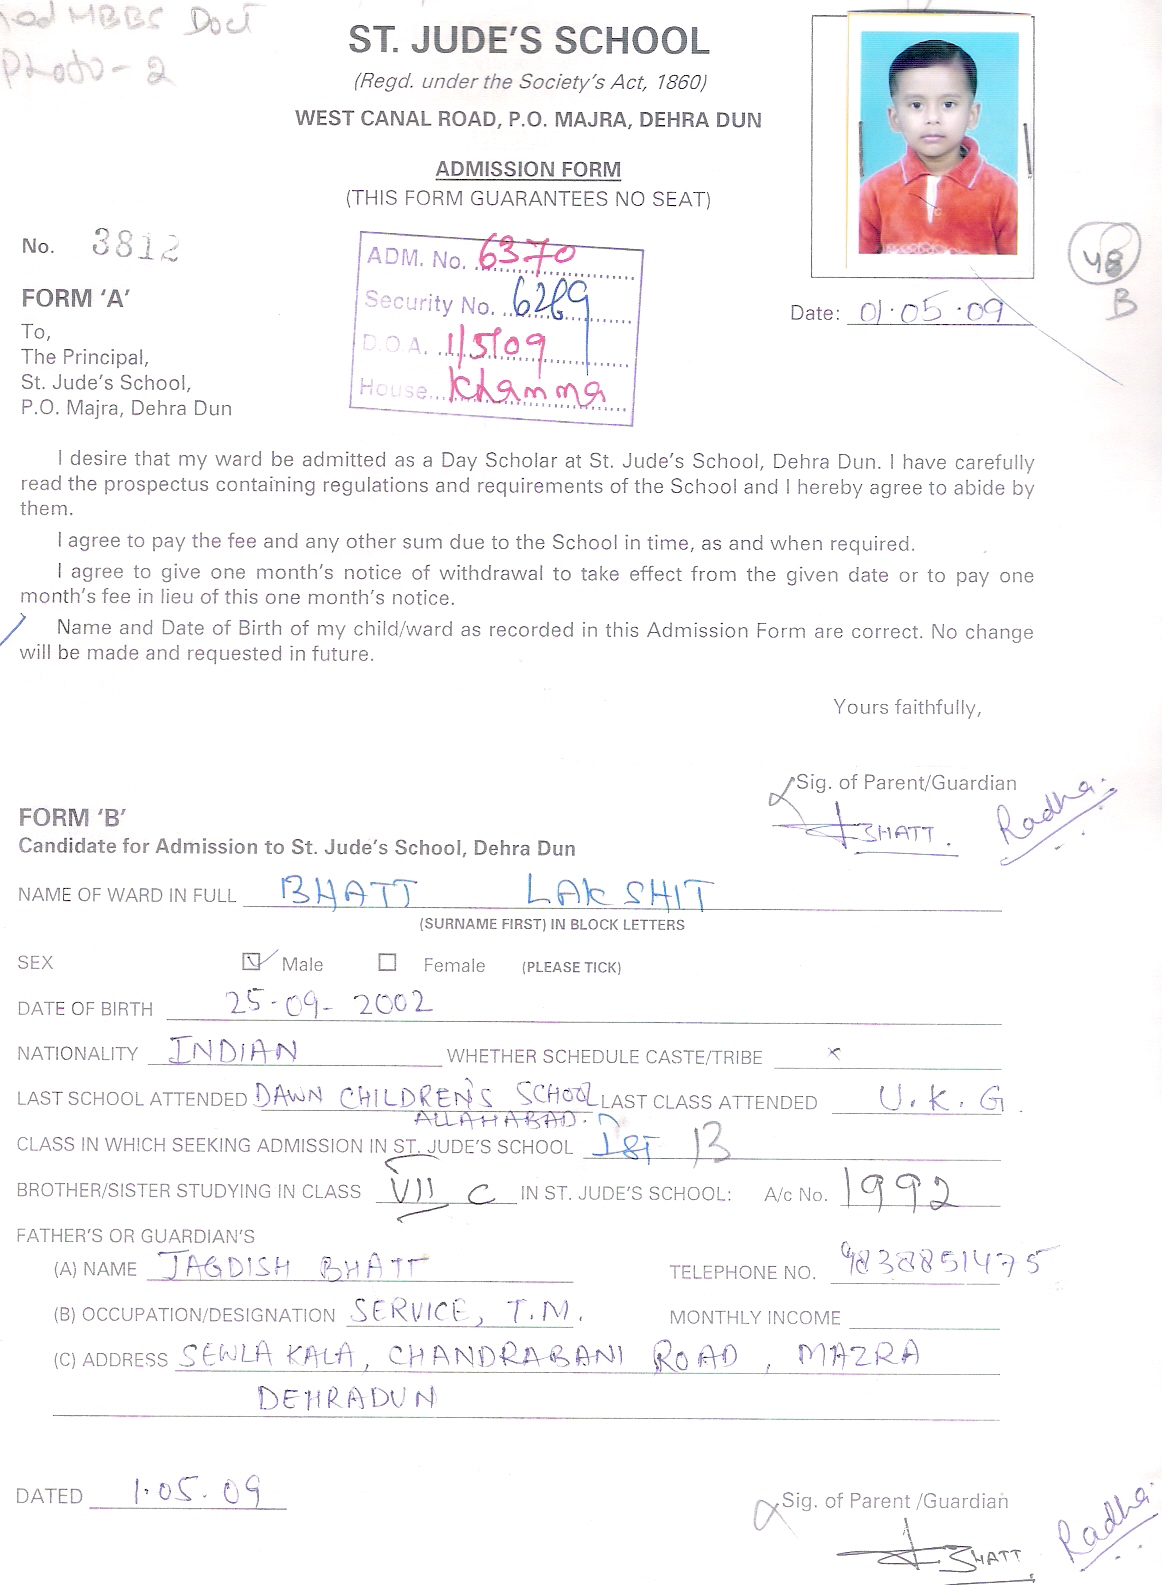 MBBS Doct
Photo - 2
ST. JUDE'S SCHOOL
(Regd. under the Society's Act, 1860)
WEST CANAL ROAD, P.O. MAJRA, DEHRA DUN
ADMISSION FORM
(THIS FORM GUARANTEES NO SEAT)
No. 3812
ADM. No. 6370
Security No. 6289
D.O.A. 1/5/09
House... Khamma
48
B
Date: 01.05.09
FORM 'A'
To,
The Principal,
St. Jude's School,
P.O. Majra, Dehra Dun
I desire that my ward be admitted as a Day Scholar at St. Jude's School, Dehra Dun. I have carefully
read the prospectus containing regulations and requirements of the School and I hereby agree to abide by
them.
I agree to pay the fee and any other sum due to the School in time, as and when required.
I agree to give one month's notice of withdrawal to take effect from the given date or to pay one
month's fee in lieu of this one month's notice.
Name and Date of Birth of my child/ward as recorded in this Admission Form are correct. No change
will be made and requested in future.
Yours faithfully,
Sig. of Parent/Guardian
BHATT. Radha
FORM 'B'
Candidate for Admission to St. Jude's School, Dehra Dun
NAME OF WARD IN FULL BHATT LAKSHIT
(SURNAME FIRST) IN BLOCK LETTERS
SEX Male Female (PLEASE TICK)
DATE OF BIRTH 25-09-2002
NATIONALITY INDIAN WHETHER SCHEDULE CASTE/TRIBE x
LAST SCHOOL ATTENDED DAWN CHILDREN'S SCHOOL LAST CLASS ATTENDED U.K.G.
ALLAHABAD.
CLASS IN WHICH SEEKING ADMISSION IN ST. JUDE'S SCHOOL 1st B
BROTHER/SISTER STUDYING IN CLASS VII C IN ST. JUDE'S SCHOOL: A/c No. 1992
FATHER'S OR GUARDIAN'S
(A) NAME JAGDISH BHATT TELEPHONE NO. 9838851475
(B) OCCUPATION/DESIGNATION SERVICE, T.M. MONTHLY INCOME
(C) ADDRESS SEWLA KALA, CHANDRABANI ROAD, MAZRA
DEHRADUN
DATED 1.05.09
Sig. of Parent /Guardian
BHATT Radha